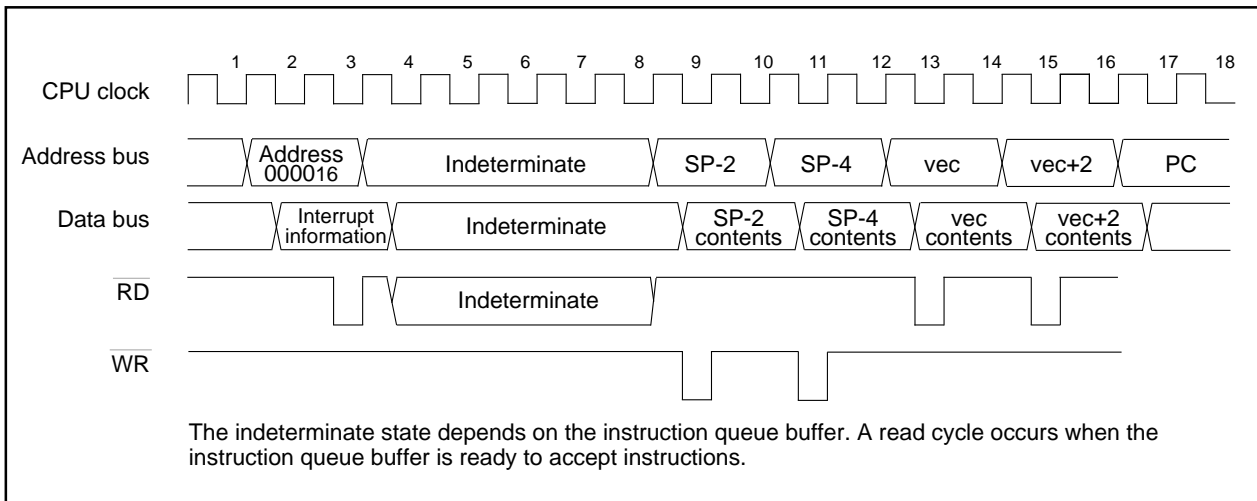 1 2 3 4 5 6 7 8 9 10 11 12 13 14 15 16 17 18
CPU clock
Address bus
Address
000016
Indeterminate
SP-2
SP-4
vec
vec+2
PC
Data bus
Interrupt
information
Indeterminate
SP-2
contents
SP-4
contents
vec
contents
vec+2
contents
RD
Indeterminate
WR
The indeterminate state depends on the instruction queue buffer. A read cycle occurs when the
instruction queue buffer is ready to accept instructions.